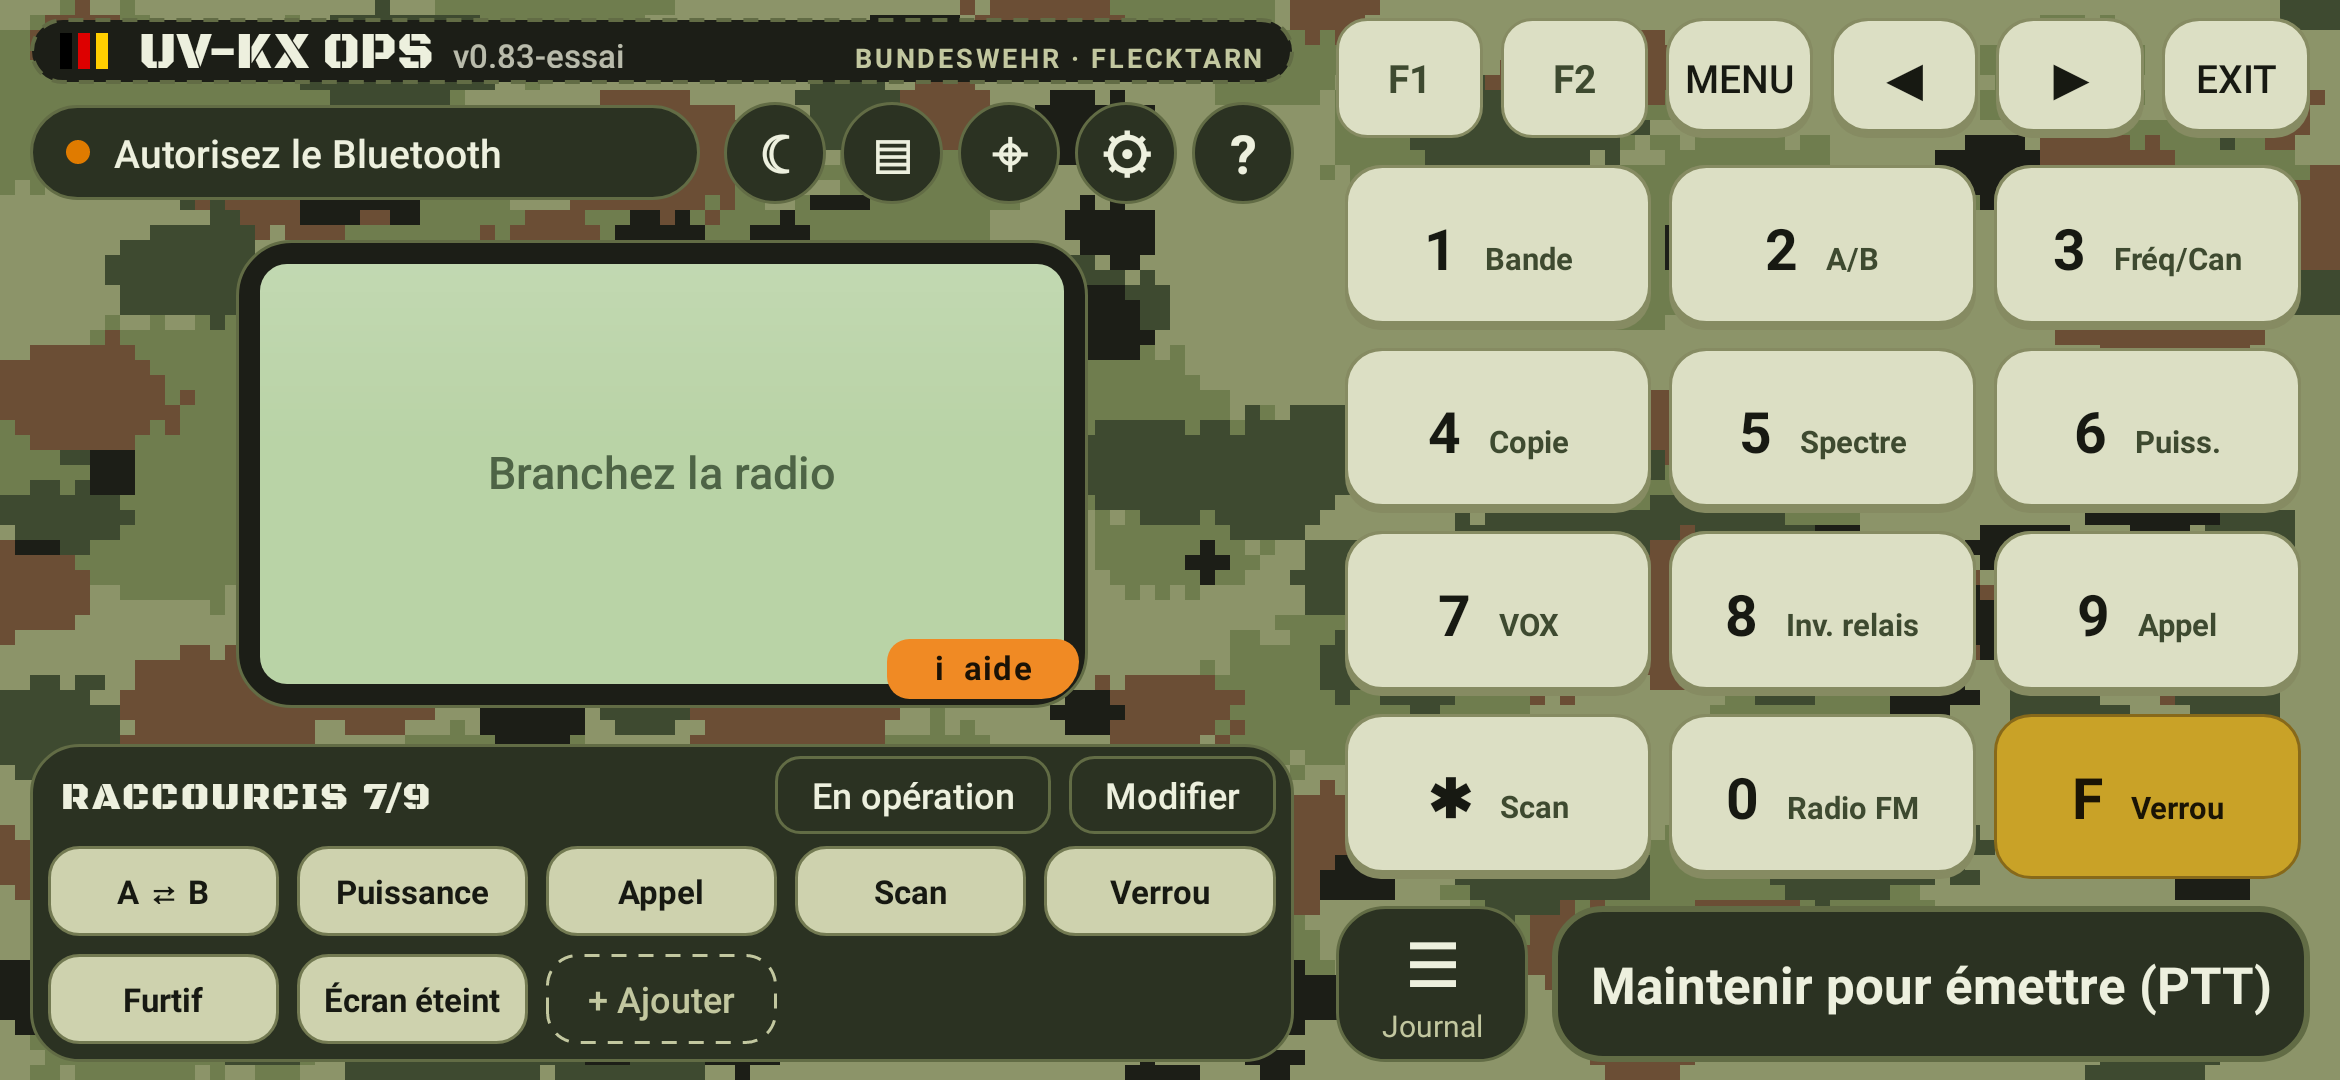 UV-KX OPS v0.83-essai BUNDESWEHR · FLECKTARN
Autorisez le Bluetooth
?
Branchez la radio
i aide
RACCOURCIS 7/9
En opération
Modifier
A ⇄ B
Puissance
Appel
Scan
Verrou
Furtif
Écran éteint
+ Ajouter
F1
F2
MENU
◀
▶
EXIT
1 Bande
2 A/B
3 Fréq/Can
4 Copie
5 Spectre
6 Puiss.
7 VOX
8 Inv. relais
9 Appel
✱ Scan
0 Radio FM
F Verrou
Journal
Maintenir pour émettre (PTT)